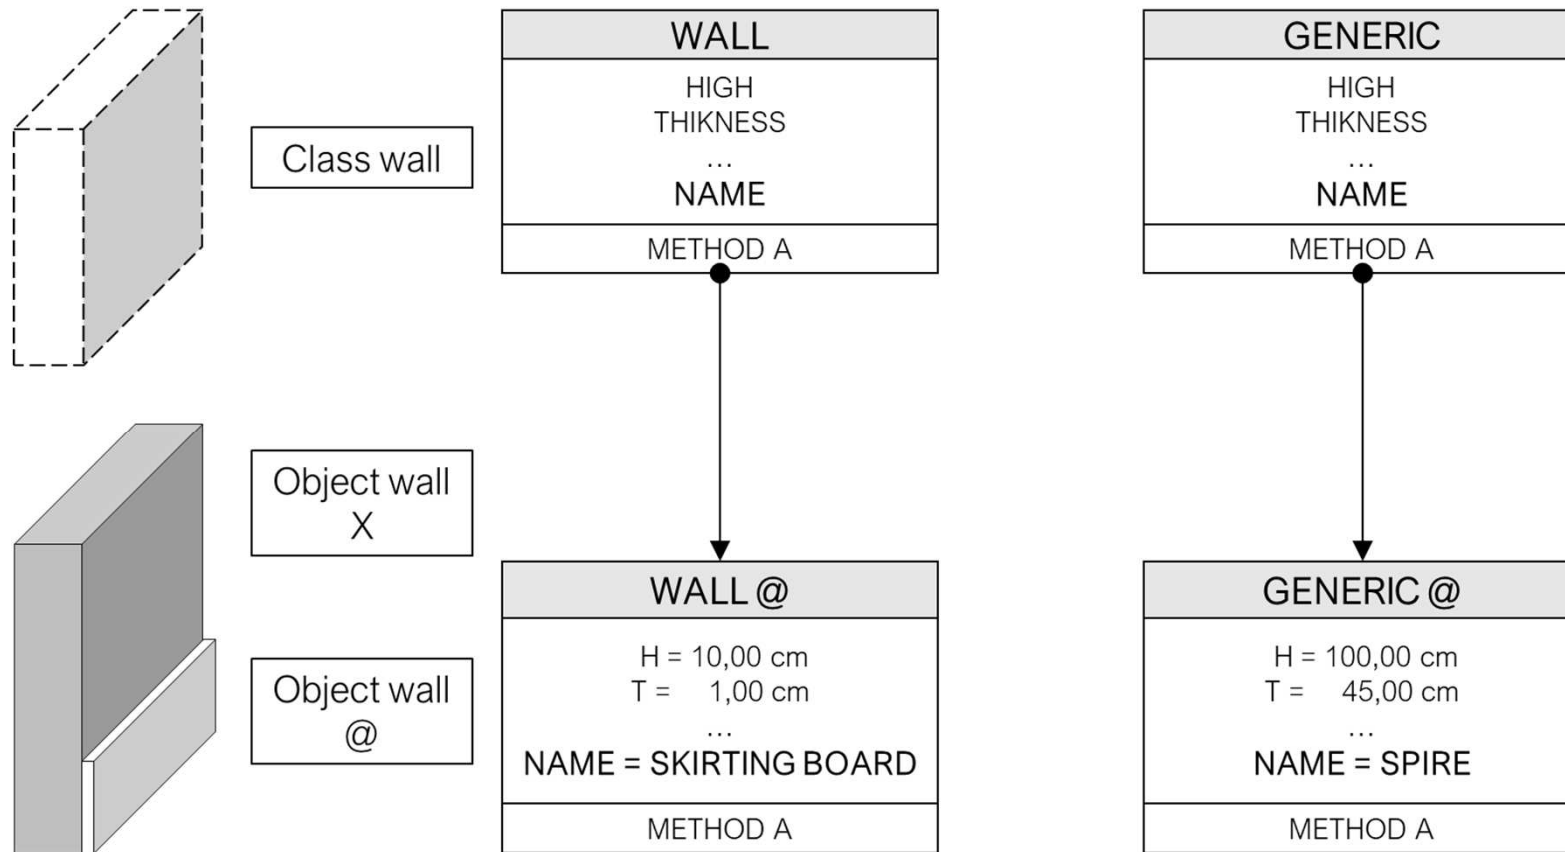 WALL
HIGH
THIKNESS
...
NAME
METHOD A
GENERIC
HIGH
THIKNESS
...
NAME
METHOD A
Class wall
Object wall
X
Object wall
@
WALL @
H = 10,00 cm
T = 1,00 cm
...
NAME = SKIRTING BOARD
METHOD A
GENERIC @
H = 100,00 cm
T = 45,00 cm
...
NAME = SPIRE
METHOD A